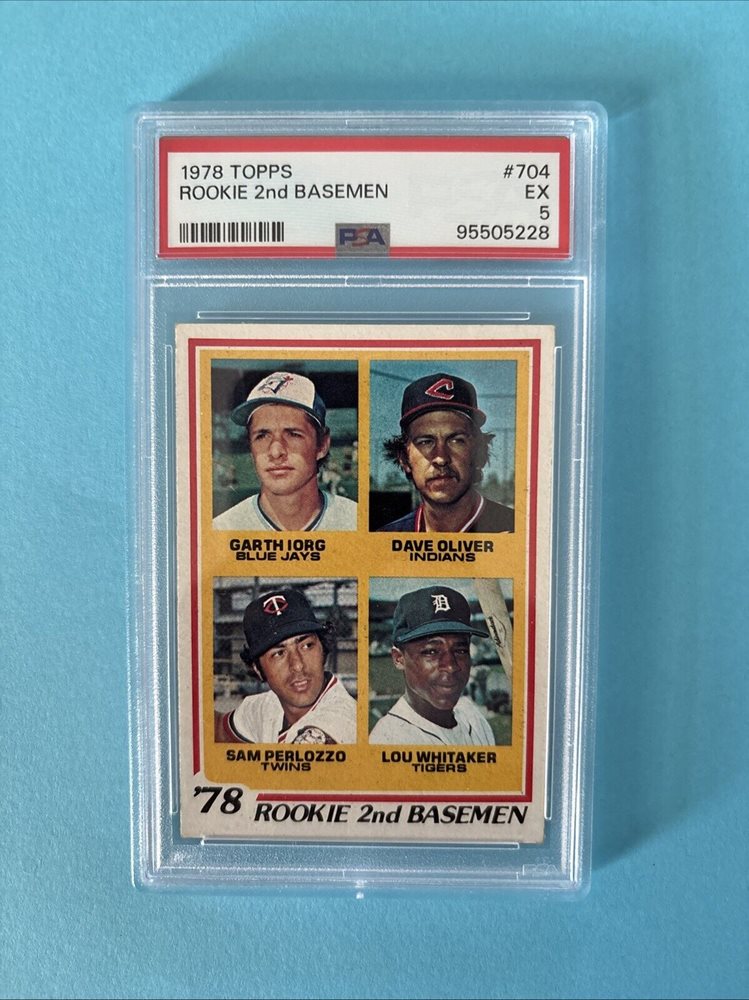 1978 TOPPS #704
ROOKIE 2nd BASEMEN EX
5
PSA 95505228
GARTH IORG
BLUE JAYS
DAVE OLIVER
INDIANS
SAM PERLOZZO
TWINS
LOU WHITAKER
TIGERS
'78 ROOKIE 2nd BASEMEN